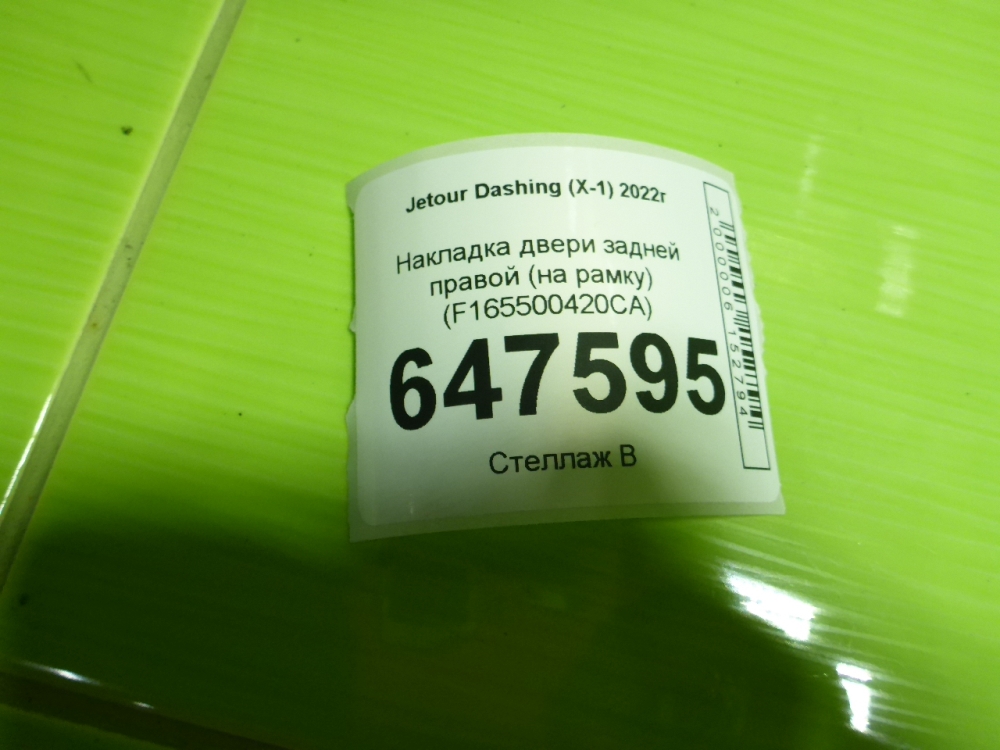 Jetour Dashing (X-1) 2022г
Накладка двери задней
правой (на рамку)
(F165500420CA)
647595
Стеллаж В
2000006152794